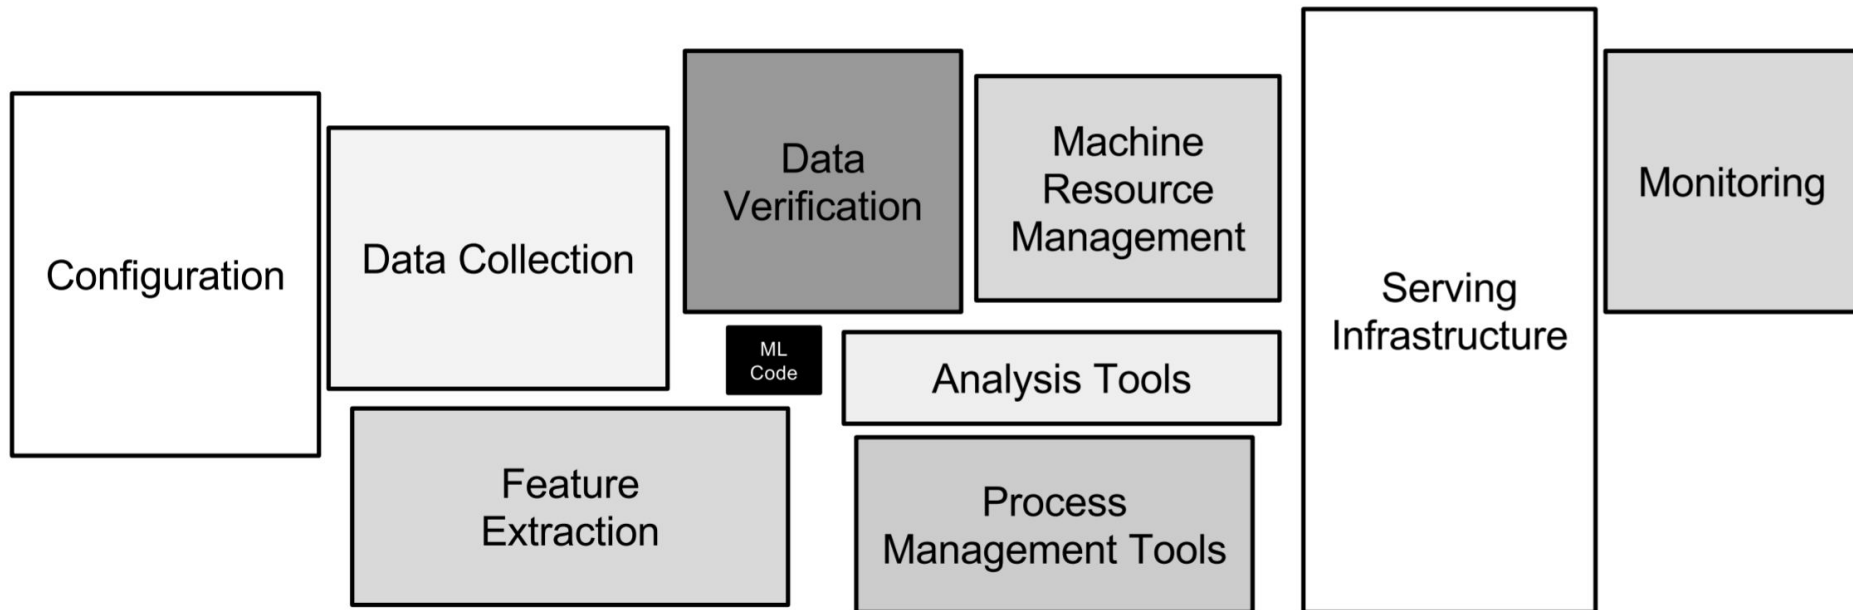 Configuration
Data Collection
Data
Verification
Machine
Resource
Management
Serving
Infrastructure
Monitoring
ML
Code
Analysis Tools
Feature
Extraction
Process
Management Tools